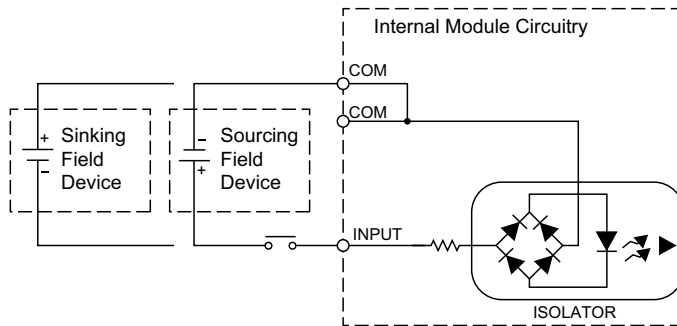 Internal Module Circuitry
COM
COM
+
Sinking
Field
Device
–
–
Sourcing
Field
Device
+
INPUT
ISOLATOR